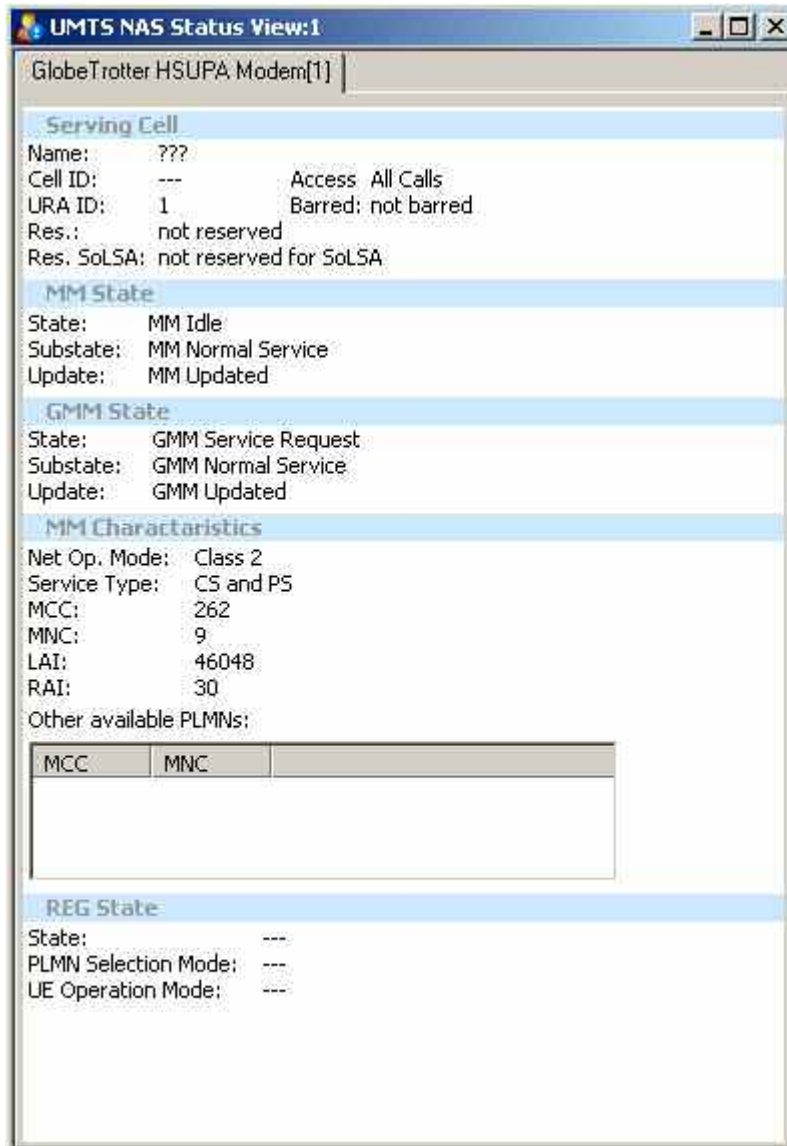 UMTS NAS Status View:1
GlobeTrotter HSUPA Modem[1]
Serving Cell
Name: ???
Cell ID: --- Access All Calls
URA ID: 1 Barred: not barred
Res.: not reserved
Res. SoLSA: not reserved for SoLSA
MM State
State: MM Idle
Substate: MM Normal Service
Update: MM Updated
GMM State
State: GMM Service Request
Substate: GMM Normal Service
Update: GMM Updated
MM Charactaristics
Net Op. Mode: Class 2
Service Type: CS and PS
MCC: 262
MNC: 9
LAI: 46048
RAI: 30
Other available PLMNs:
MCC MNC
REG State
State: ---
PLMN Selection Mode: ---
UE Operation Mode: ---